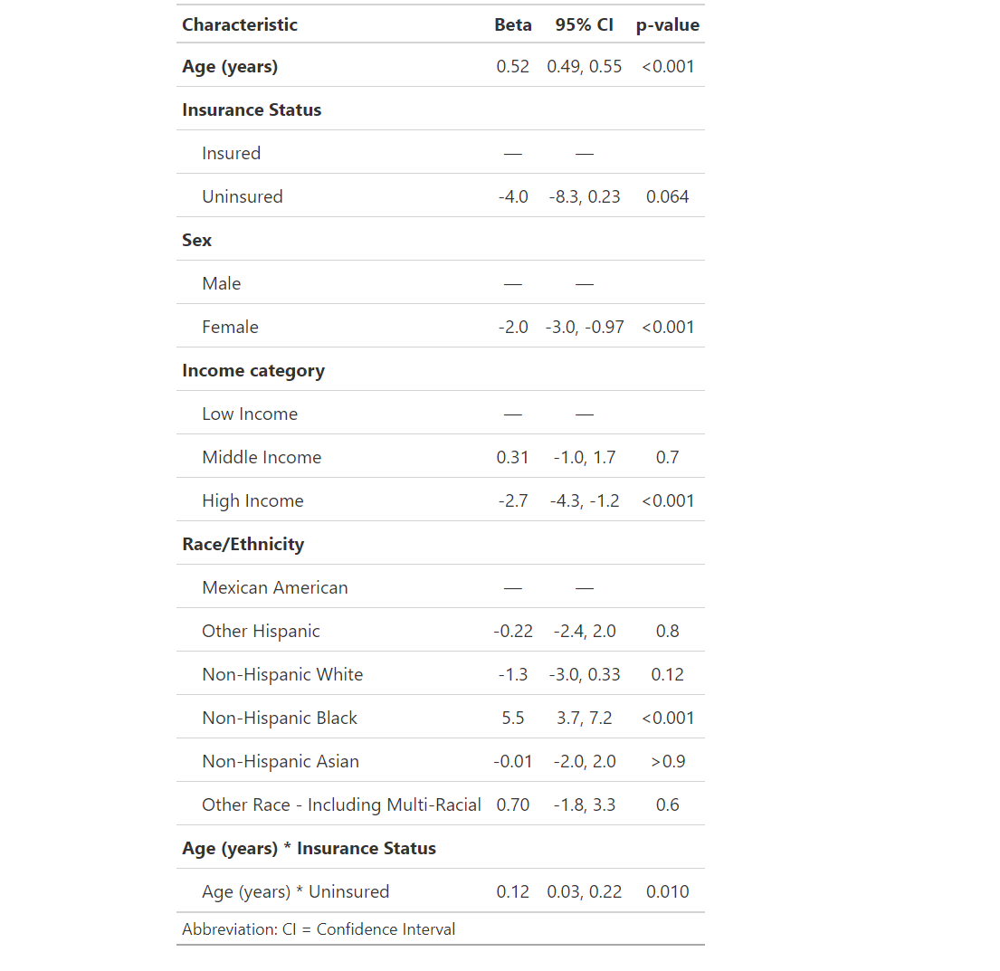 Characteristic Beta 95% CI p-value
Age (years) 0.52 0.49, 0.55 <0.001
Insurance Status
Insured — —
Uninsured -4.0 -8.3, 0.23 0.064
Sex
Male — —
Female -2.0 -3.0, -0.97 <0.001
Income category
Low Income — —
Middle Income 0.31 -1.0, 1.7 0.7
High Income -2.7 -4.3, -1.2 <0.001
Race/Ethnicity
Mexican American — —
Other Hispanic -0.22 -2.4, 2.0 0.8
Non-Hispanic White -1.3 -3.0, 0.33 0.12
Non-Hispanic Black 5.5 3.7, 7.2 <0.001
Non-Hispanic Asian -0.01 -2.0, 2.0 >0.9
Other Race - Including Multi-Racial 0.70 -1.8, 3.3 0.6
Age (years) * Insurance Status
Age (years) * Uninsured 0.12 0.03, 0.22 0.010
Abbreviation: CI = Confidence Interval